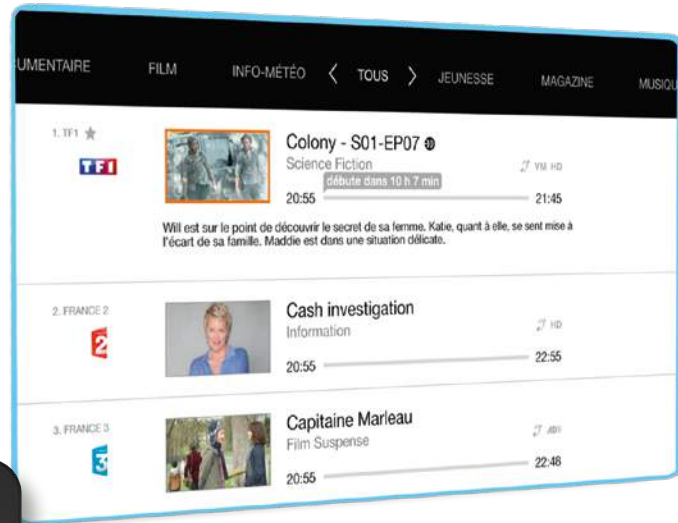 UMENTAIRE FILM INFO-MÉTÉO TOUS JEUNESSE MAGAZINE MUSIQU
1. TF1
TF1
Colony - S01-EP07
Science Fiction
VM HD
débute dans 10 h 7 min
20:55 21:45
Will est sur le point de découvrir le secret de sa femme. Katie, quant à elle, se sent mise à
l'écart de sa famille. Maddie est dans une situation délicate.
2. FRANCE 2
2
Cash investigation
Information
HD
20:55 22:55
3. FRANCE 3
3
Capitaine Marleau
Film Suspense
20:55 22:48